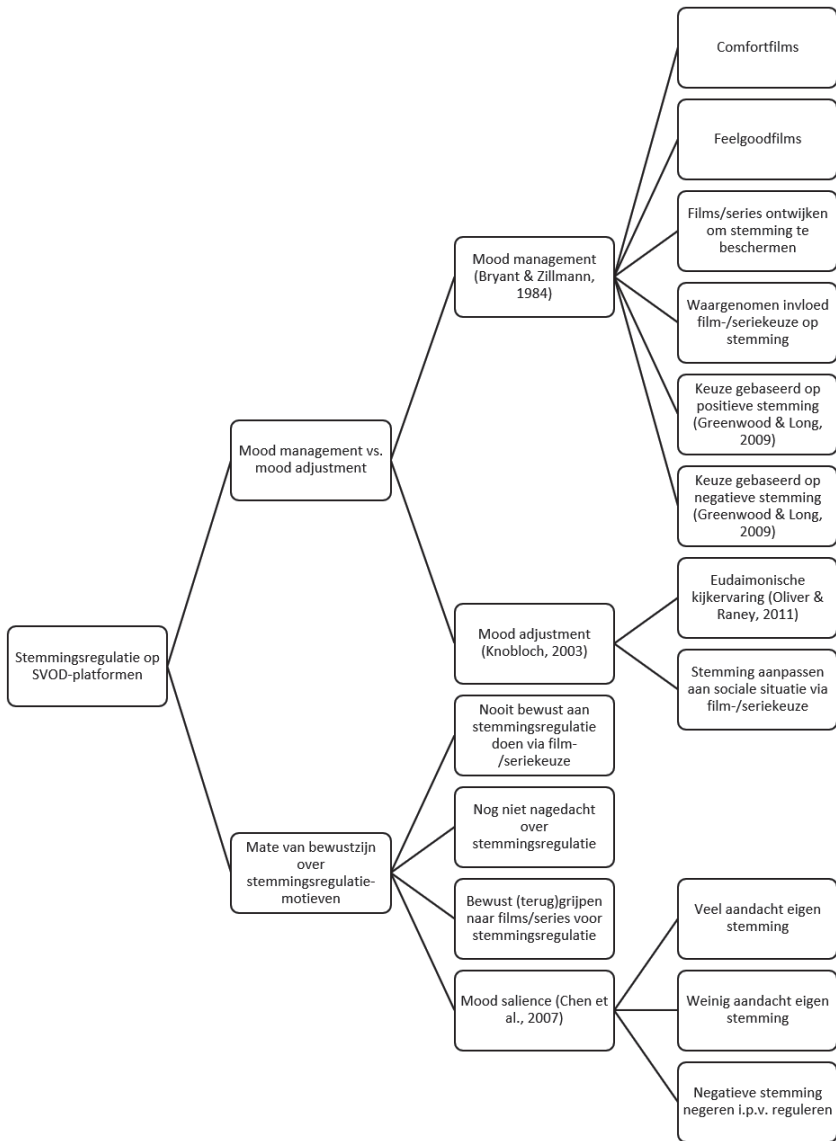 Stemmingsregulatie op
SVOD-platformen
Mood management vs.
mood adjustment
Mood management
(Bryant & Zillmann,
1984)
Comfortfilms
Feelgoodfilms
Films/series ontwijken
om stemming te
beschermen
Waargenomen invloed
film-/seriekeuze op
stemming
Keuze gebaseerd op
positieve stemming
(Greenwood & Long,
2009)
Keuze gebaseerd op
negatieve stemming
(Greenwood & Long,
2009)
Mood adjustment
(Knobloch, 2003)
Eudaimonische
kijkervaring (Oliver &
Raney, 2011)
Stemming aanpassen
aan sociale situatie via
film-/seriekeuze
Mate van bewustzijn
over
stemmingsregulatie-
motieven
Nooit bewust aan
stemmingsregulatie
doen via film-
/seriekeuze
Nog niet nagedacht
over
stemmingsregulatie
Bewust (terug)grijpen
naar films/series voor
stemmingsregulatie
Mood salience (Chen et
al., 2007)
Veel aandacht eigen
stemming
Weinig aandacht eigen
stemming
Negatieve stemming
negeren i.p.v. reguleren